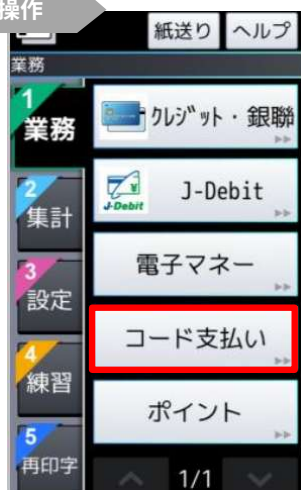 操作
紙送り ヘルプ
業務
1
業務
クレジット・銀聯
2
集計
J-Debit
J-Debit
3
設定
電子マネー
コード支払い
4
練習
ポイント
5
再印字
1/1